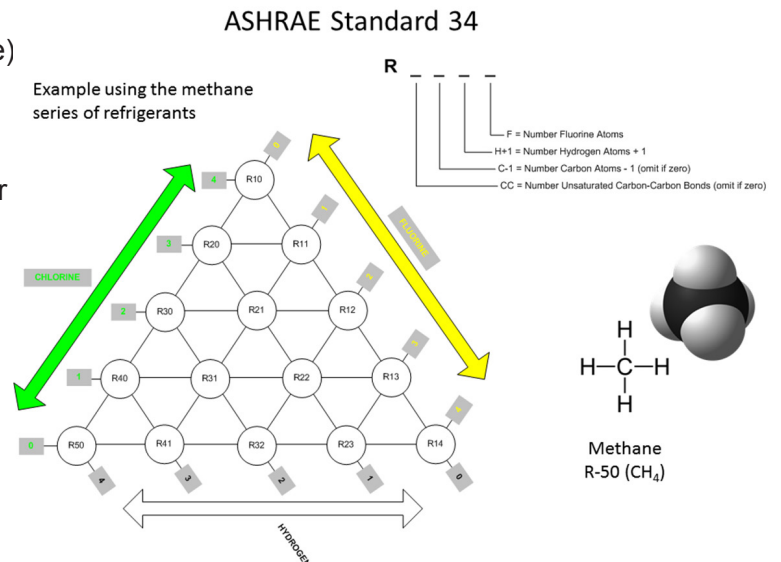 ASHRAE Standard 34
e)
r
Example using the methane
series of refrigerants
R _ _ _ _
F = Number Fluorine Atoms
H+1 = Number Hydrogen Atoms + 1
C-1 = Number Carbon Atoms - 1 (omit if zero)
CC = Number Unsaturated Carbon-Carbon Bonds (omit if zero)
0
4 R10
1
3 R20 R11
FLUORINE
CHLORINE
2
2 R30 R21 R12
3
1 R40 R31 R22 R13
4
0 R50 R41 R32 R23 R14
4 3 2 1 0
HYDROGEN
H
H–C–H
H
Methane
R-50 (CH₄)